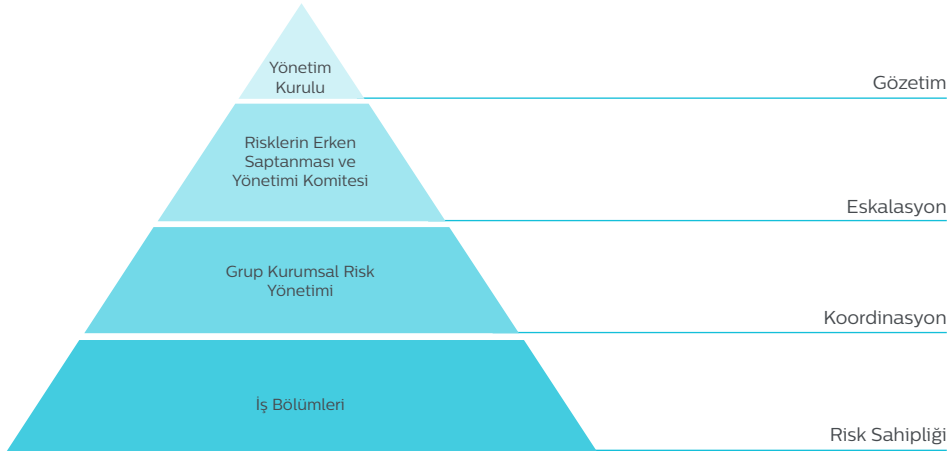 Yönetim
Kurulu
Gözetim
Risklerin Erken
Saptanması ve
Yönetimi Komitesi
Eskalasyon
Grup Kurumsal Risk
Yönetimi
Koordinasyon
İş Bölümleri
Risk Sahipliği